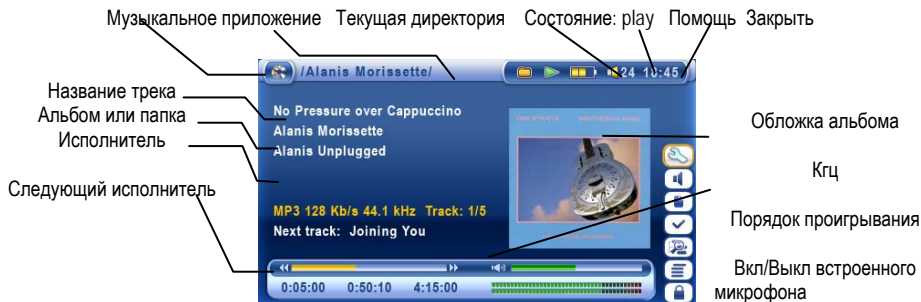 Музыкальное приложение Текущая директория Состояние: play Помощь Закрыть
/Alanis Morissette/ 24 10:45
Название трека
Альбом или папка
Исполнитель
Следующий исполнитель
No Pressure over Cappuccino
Alanis Morissette
Alanis Unplugged
MP3 128 Kb/s 44.1 kHz Track: 1/5
Next track: Joining You
0:05:00 0:50:10 4:15:00
DIRE STRAITS
Обложка альбома
Кгц
Порядок проигрывания
Вкл/Выкл встроенного
микрофона